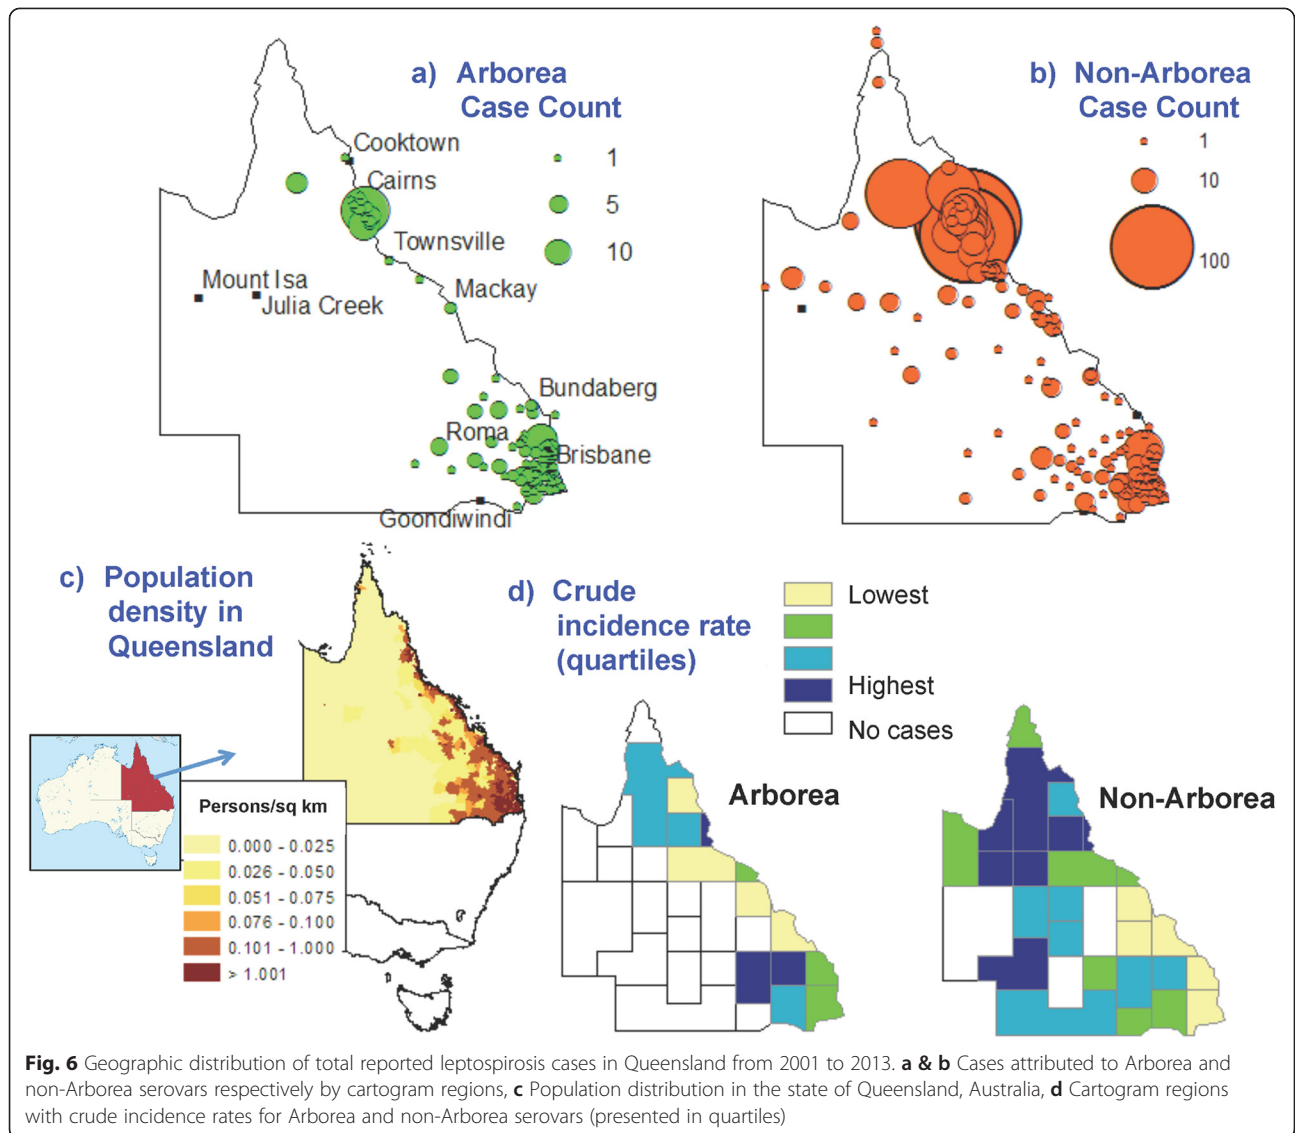 a) Arborea
Case Count
1
5
10
Cooktown
Cairns
Townsville
Mount Isa
Julia Creek
Mackay
Bundaberg
Roma
Brisbane
Goondiwindi
b) Non-Arborea
Case Count
1
10
100
c) Population
density in
Queensland
Persons/sq km
0.000 - 0.025
0.026 - 0.050
0.051 - 0.075
0.076 - 0.100
0.101 - 1.000
> 1.001
d) Crude
incidence rate
(quartiles)
Lowest
Highest
No cases
Arborea
Non-Arborea
Fig. 6 Geographic distribution of total reported leptospirosis cases in Queensland from 2001 to 2013. a & b Cases attributed to Arborea and
non-Arborea serovars respectively by cartogram regions, c Population distribution in the state of Queensland, Australia, d Cartogram regions
with crude incidence rates for Arborea and non-Arborea serovars (presented in quartiles)